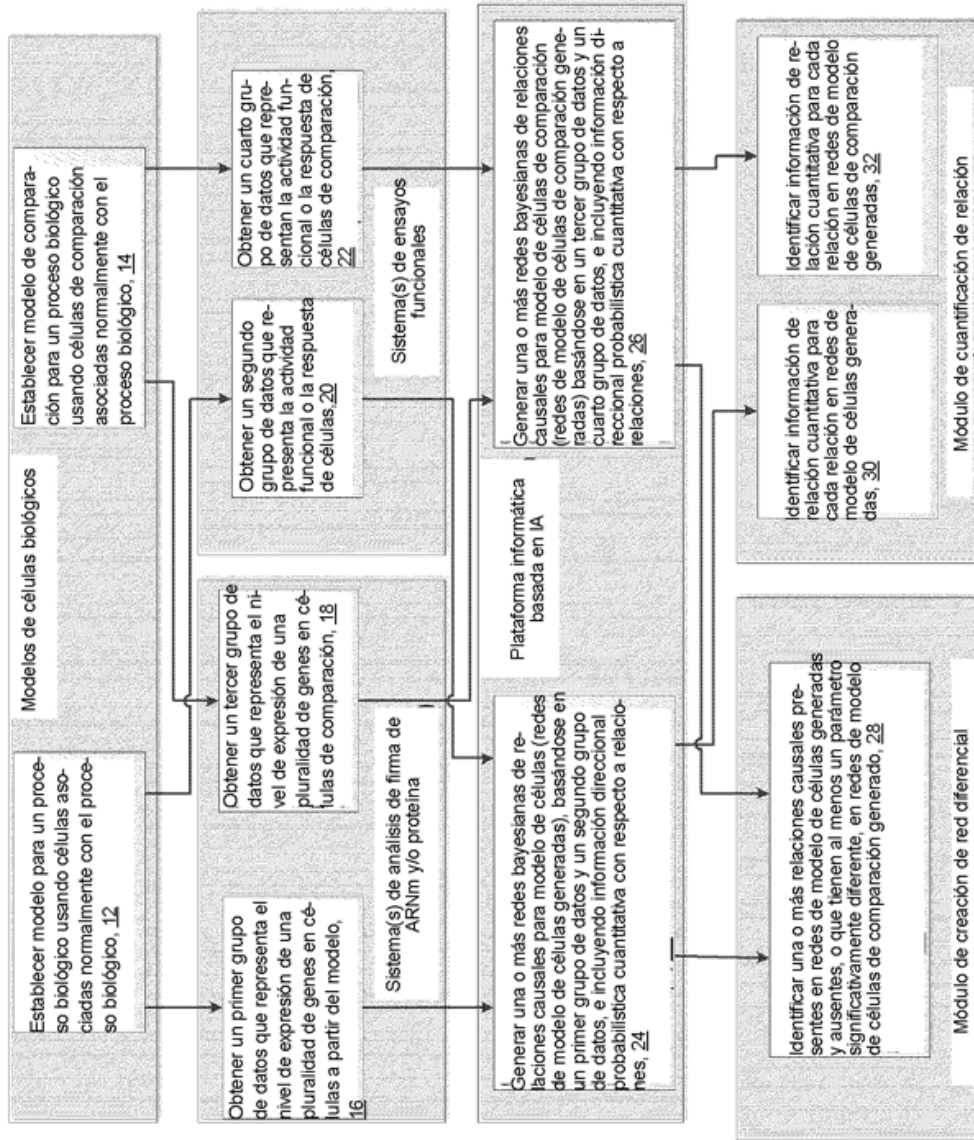 Modelos de células biológicos
Establecer modelo para un proce-
so biológico usando células aso-
ciadas normalmente con el proce-
so biológico, 12
Establecer modelo de compara-
ción para un proceso biológico
usando células de comparación
asociadas normalmente con el
proceso biológico, 14
Obtener un primer grupo
de datos que representa el
nivel de expresión de una
pluralidad de genes en cé-
lulas a partir del modelo,
16
Obtener un tercer grupo de
datos que representa el ni-
vel de expresión de una
pluralidad de genes en cé-
lulas de comparación, 18
Sistema(s) de análisis de firma de
ARNm y/o proteína
Obtener un segundo
grupo de datos que re-
presenta la actividad
funcional o la respuesta
de células,20
Obtener un cuarto gru-
po de datos que repre-
sentan la actividad fun-
cional o la respuesta de
células de comparación,
22
Sistema(s) de ensayos
funcionales
Generar una o más redes bayesianas de re-
laciones causales para modelo de células (redes
de modelo de células generadas), basándose en
un primer grupo de datos y un segundo grupo
de datos, e incluyendo información direccional
probabilística cuantitativa con respecto a relacio-
nes, 24
Plataforma informática
basada en IA
Generar una o más redes bayesianas de relaciones
causales para modelo de células de comparación
(redes de modelo de células de comparación gene-
radas) basándose en un tercer grupo de datos y un
cuarto grupo de datos, e incluyendo información di-
reccional probabilística cuantitativa con respecto a
relaciones, 26
Identificar una o más relaciones causales pre-
sentes en redes de modelo de células generadas
y ausentes, o que tienen al menos un parámetro
significativamente diferente, en redes de modelo
de células de comparación generado, 28
Módulo de creación de red diferencial
Identificar información de
relación cuantitativa para
cada relación en redes de
modelo de células genera-
das, 30
Identificar información de re-
lación cuantitativa para cada
relación en redes de modelo
de células de comparación
generadas, 32
Módulo de cuantificación de relación